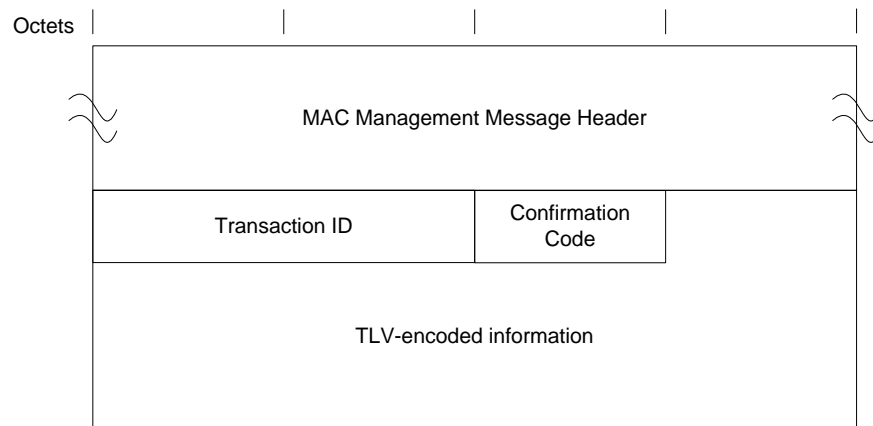 Octets
MAC Management Message Header
Transaction ID
Confirmation
Code
TLV-encoded information